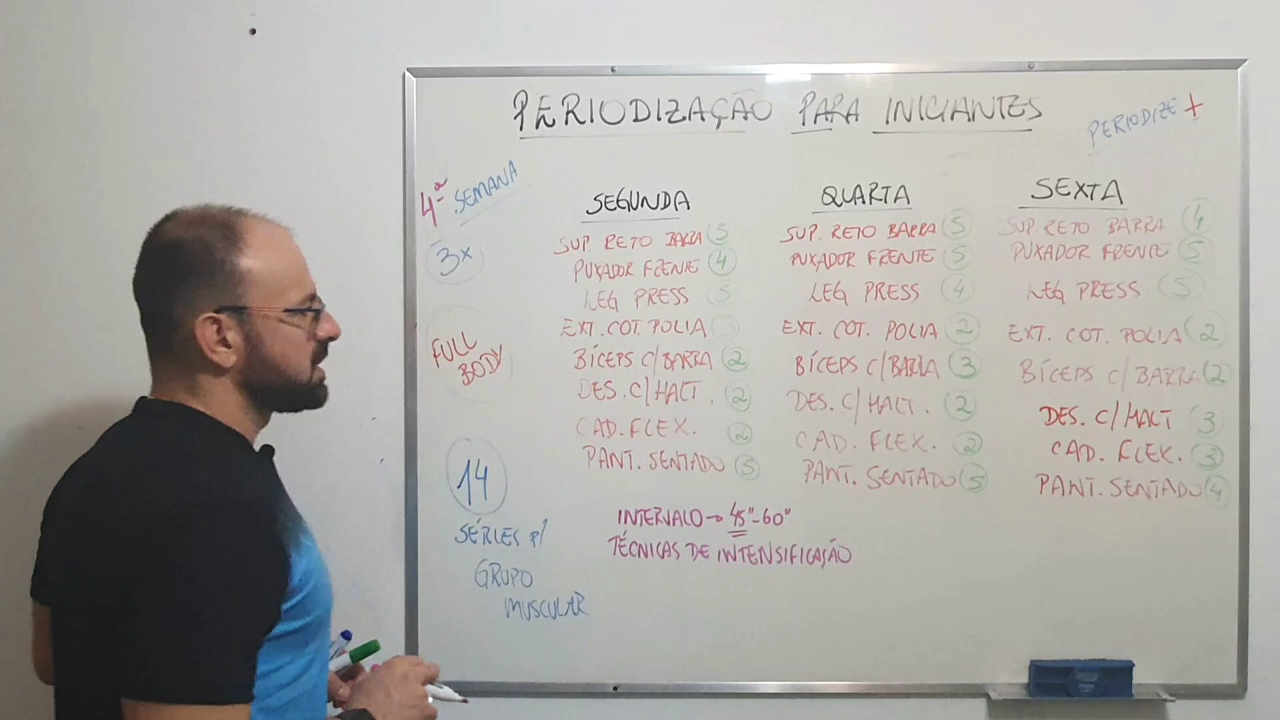 PERIODIZAÇÃO PARA INICIANTES
PERIODIZE +
4ª SEMANA
3x
FULL
BODY
14
SÉRIES P/
GRUPO
MUSCULAR
SEGUNDA
SUP. RETO BARRA 5
PUXADOR FRENTE 4
LEG PRESS 5
EXT. COT. POLIA
BÍCEPS C/BARRA 2
DES. C/HALT. 2
CAD. FLEX. 2
PANT. SENTADO 5
QUARTA
SUP. RETO BARRA 5
PUXADOR FRENTE 5
LEG PRESS 4
EXT. COT. POLIA 2
BÍCEPS C/BARRA 3
DES. C/HALT. 2
CAD. FLEX. 2
PANT. SENTADO 5
SEXTA
SUP. RETO BARRA 4
PUXADOR FRENTE 5
LEG PRESS 5
EXT. COT. POLIA 2
BÍCEPS C/BARRA 2
DES. C/HALT 3
CAD. FLEX. 3
PANT. SENTADO 4
INTERVALO → 45"-60"
TÉCNICAS DE INTENSIFICAÇÃO